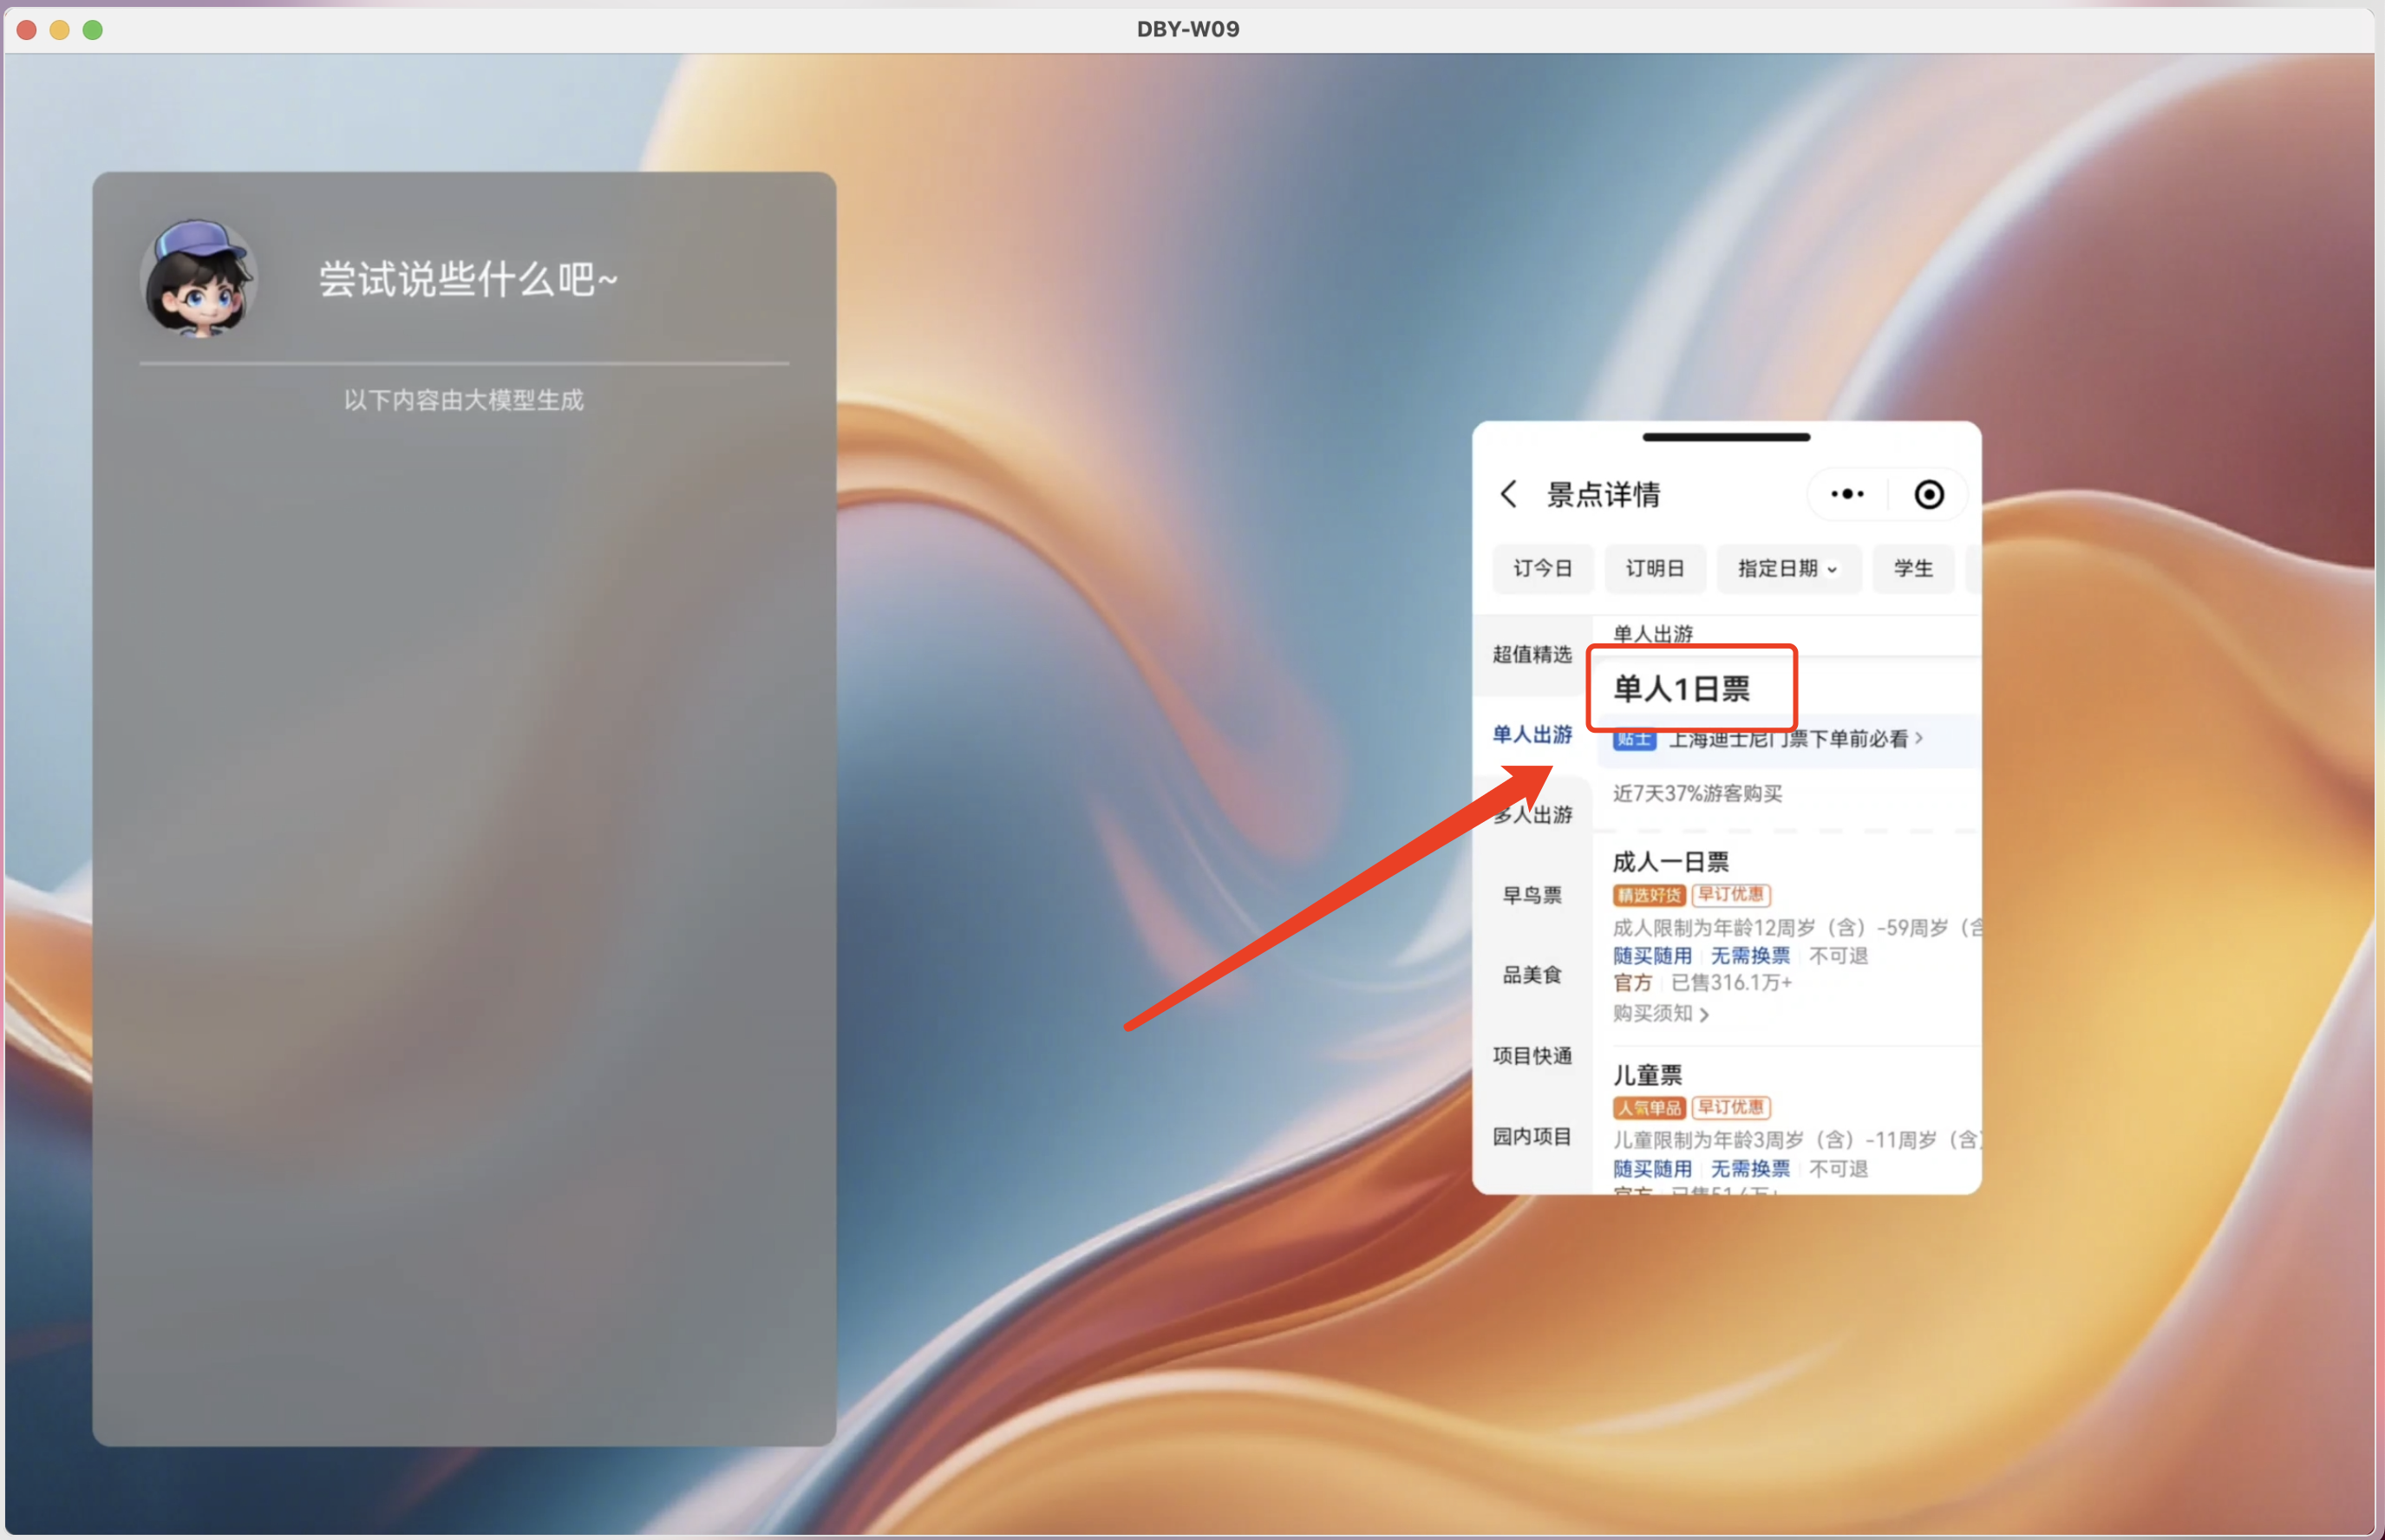 DBY-W09
尝试说些什么吧~
以下内容由大模型生成
景点详情
订今日 订明日 指定日期 学生
超值精选
单人出游
多人出游
早鸟票
品美食
项目快通
园内项目
单人出游
单人1日票
贴士 上海迪士尼门票下单前必看
近7天37%游客购买
成人一日票
精选好货 早订优惠
成人限制为年龄12周岁（含）-59周岁（含
随买随用 无需换票 不可退
官方 已售316.1万+
购买须知
儿童票
人气单品 早订优惠
儿童限制为年龄3周岁（含）-11周岁（含）
随买随用 无需换票 不可退